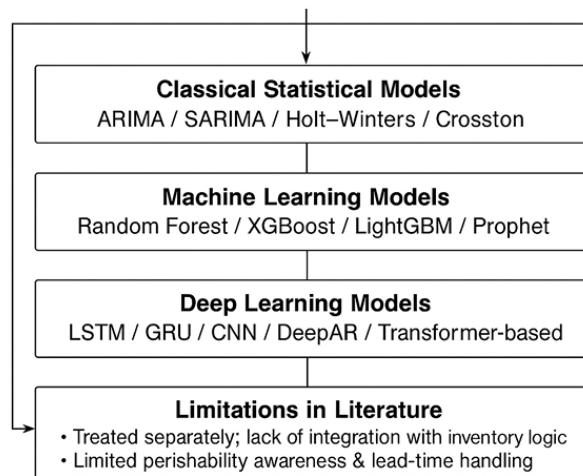 Classical Statistical Models
ARIMA / SARIMA / Holt–Winters / Crosston
Machine Learning Models
Random Forest / XGBoost / LightGBM / Prophet
Deep Learning Models
LSTM / GRU / CNN / DeepAR / Transformer-based
Limitations in Literature
• Treated separately; lack of integration with inventory logic
• Limited perishability awareness & lead-time handling